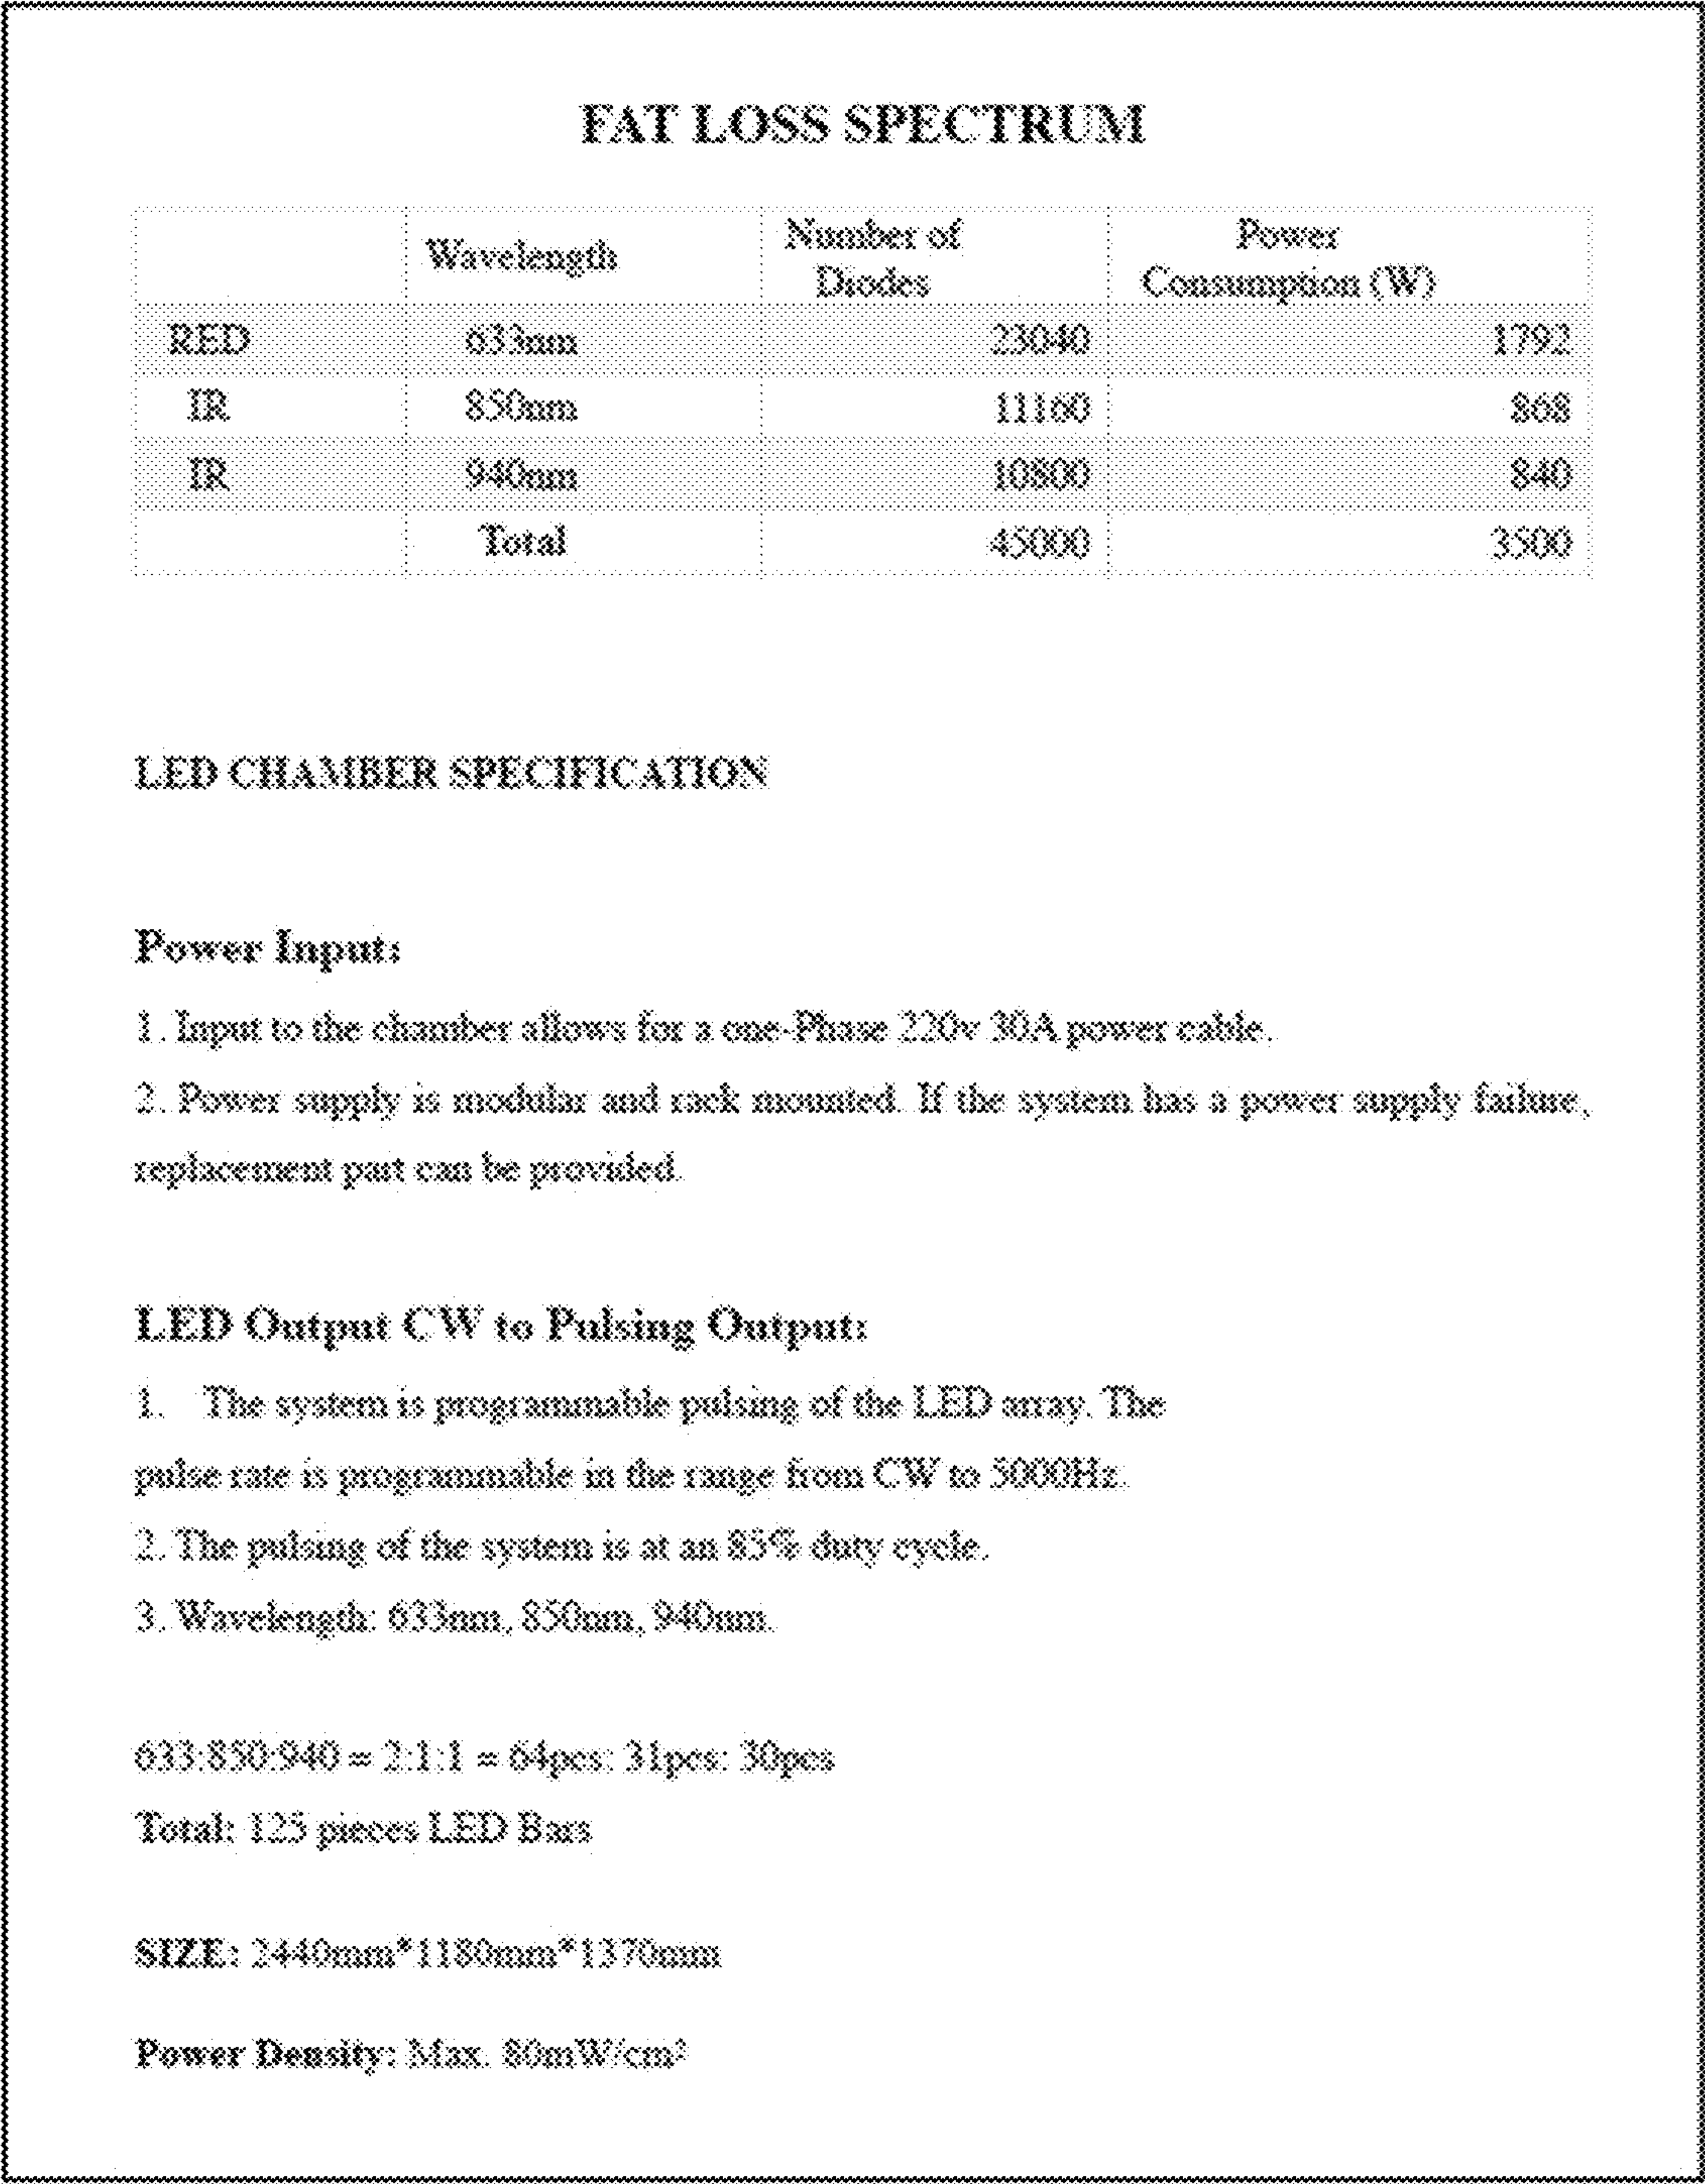 FAT LOSS SPECTRUM
Wavelength Number of Diodes Power Consumption (W)
RED 633nm 23040 1792
IR 850nm 11160 868
IR 940nm 10800 840
Total 45000 3500
LED CHAMBER SPECIFICATION
Power Input:
1. Input to the chamber allows for a one-Phase 220v 30A power cable.
2. Power supply is modular and rack mounted. If the system has a power supply failure,
replacement part can be provided.
LED Output CW to Pulsing Output:
1. The system is programmable pulsing of the LED array. The
pulse rate is programmable in the range from CW to 5000Hz.
2. The pulsing of the system is at an 85% duty cycle.
3. Wavelength: 633nm, 850nm, 940nm.
633:850:940 = 2:1:1 = 64pcs: 31pcs: 30pcs
Total: 125 pieces LED Bars
SIZE: 2440mm*1180mm*1370mm
Power Density: Max. 80mW/cm²